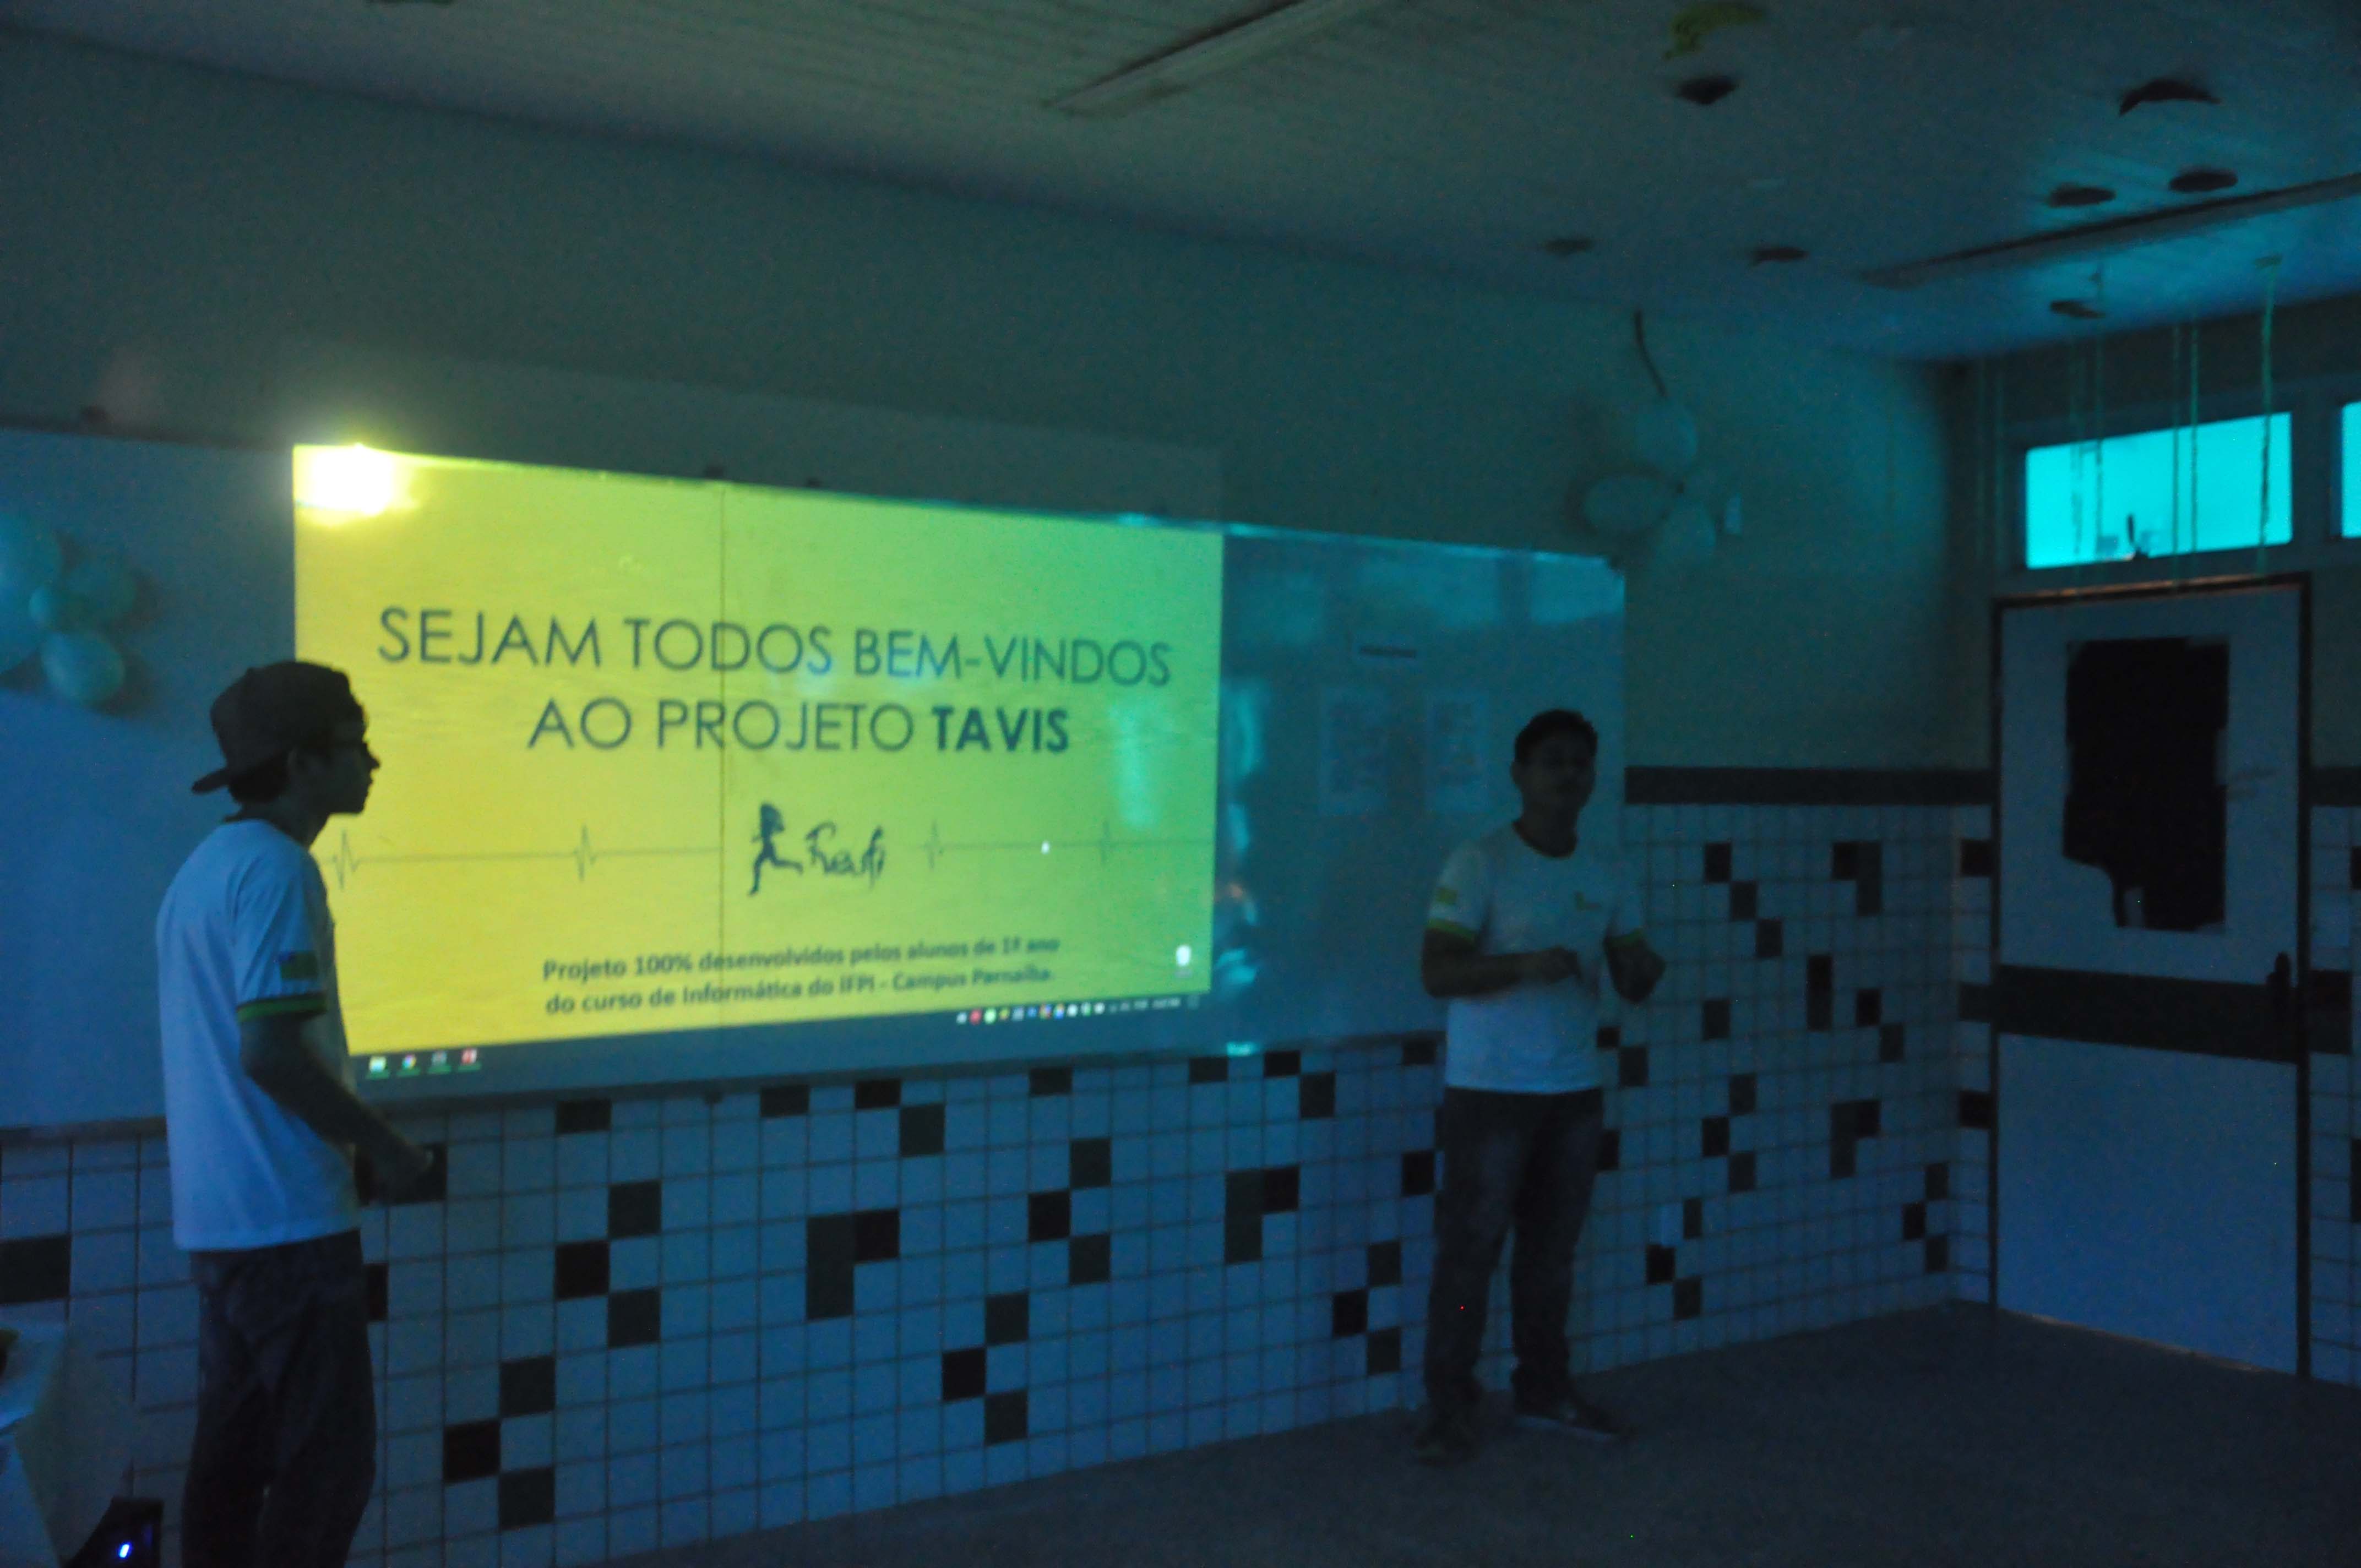 SEJAM TODOS BEM-VINDOS
AO PROJETO TAVIS
Projeto 100% desenvolvidos pelos alunos de 1º ano
do curso de Informática do IFPI - Campus Parnaíba.